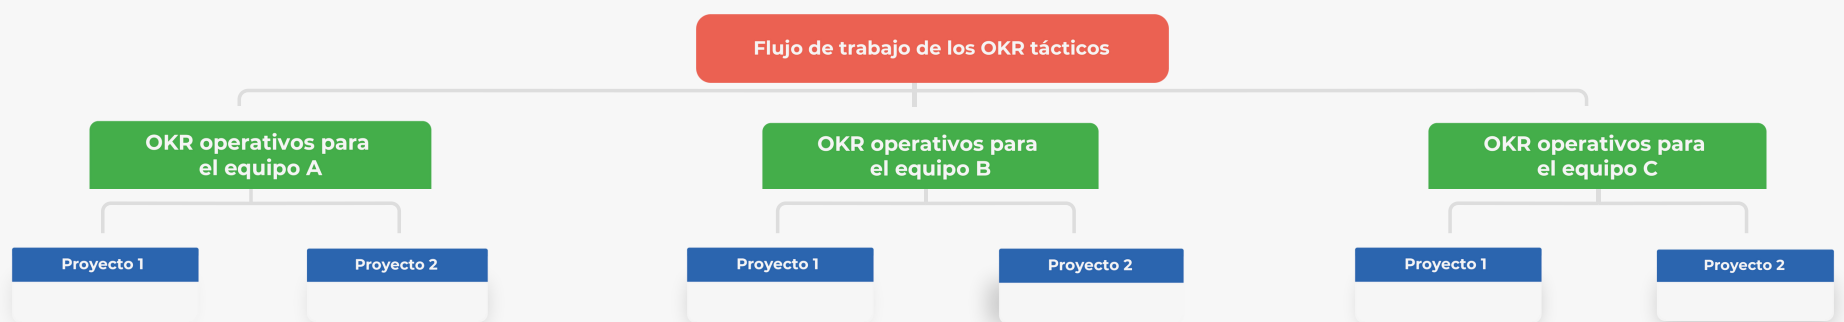 Flujo de trabajo de los OKR tácticos
OKR operativos para
el equipo A
OKR operativos para
el equipo B
OKR operativos para
el equipo C
Proyecto 1
Proyecto 2
Proyecto 1
Proyecto 2
Proyecto 1
Proyecto 2